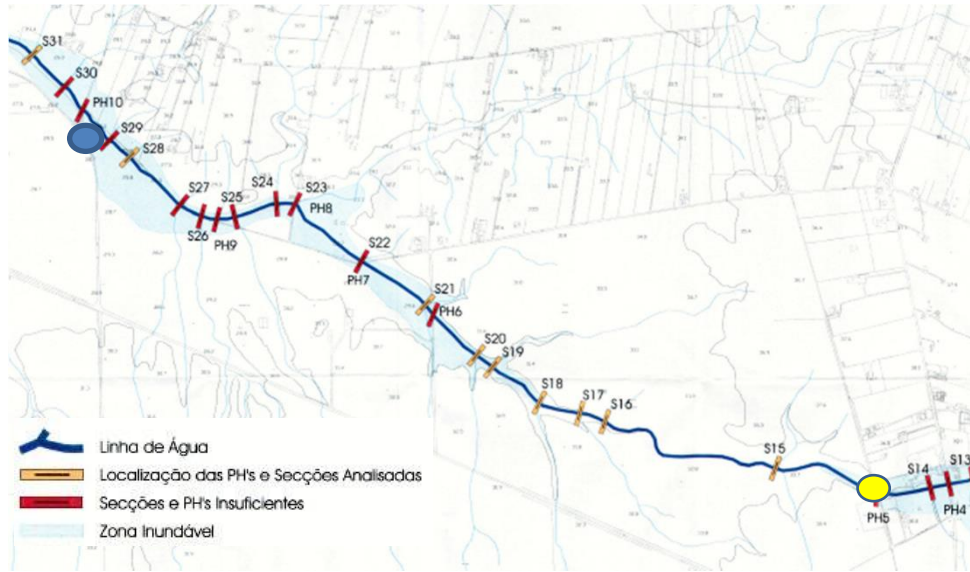 S31
S30
PH10
S29
S28
S27
S26
PH9
S25
S24
S23
PH8
S22
PH7
S21
PH6
S20
S19
S18
S17
S16
S15
PH5
S14
S13
PH4
Linha de Água
Localização das PH's e Secções Analisadas
Secções e PH's Insuficientes
Zona Inundável